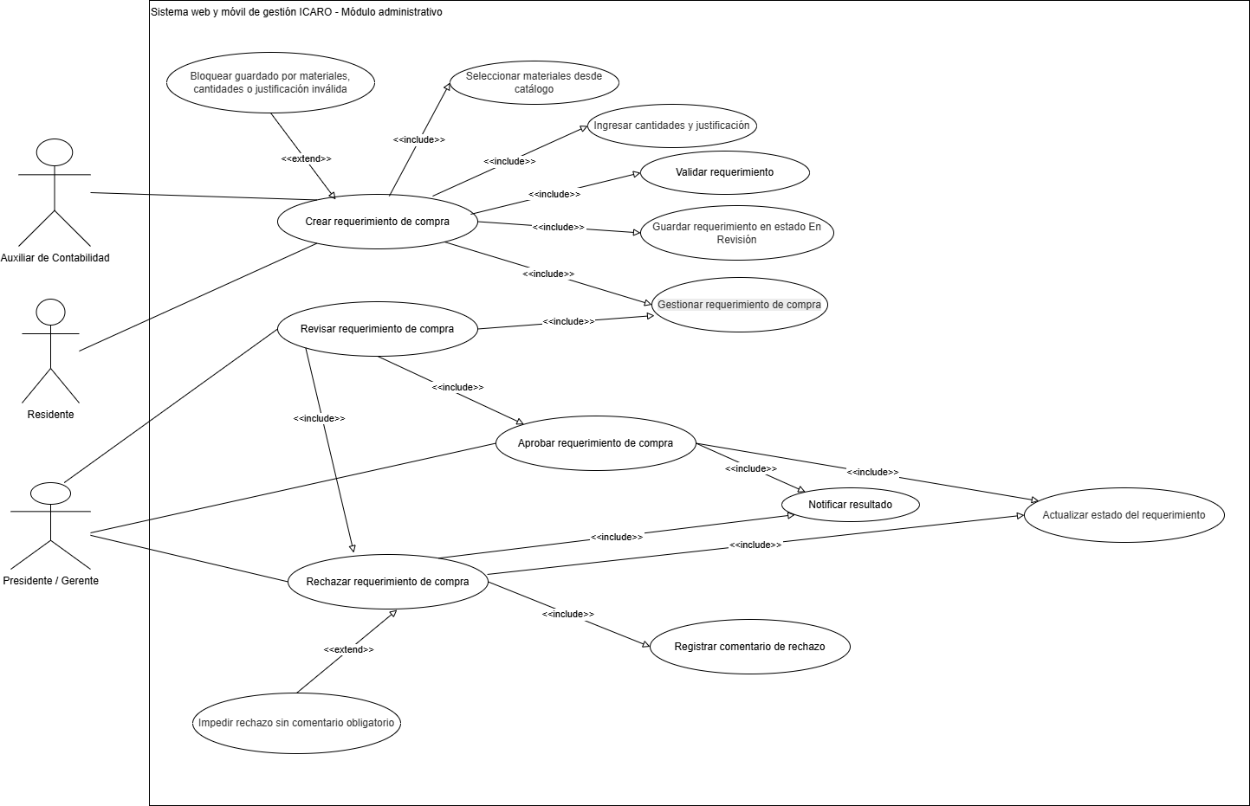 Sistema web y móvil de gestión ICARO - Módulo administrativo
Bloquear guardado por materiales,
cantidades o justificación inválida
Seleccionar materiales desde
catálogo
<<include>>
Ingresar cantidades y justificación
<<extend>>
<<include>>
Validar requerimiento
<<include>>
Crear requerimiento de compra
<<include>>
Guardar requerimiento en estado En
Revisión
Auxiliar de Contabilidad
<<include>>
Gestionar requerimiento de compra
Revisar requerimiento de compra
<<include>>
Residente
<<include>>
<<include>>
Aprobar requerimiento de compra
<<include>>
<<include>>
Notificar resultado
Actualizar estado del requerimiento
<<include>>
<<include>>
Presidente / Gerente
Rechazar requerimiento de compra
<<include>>
Registrar comentario de rechazo
<<extend>>
Impedir rechazo sin comentario obligatorio